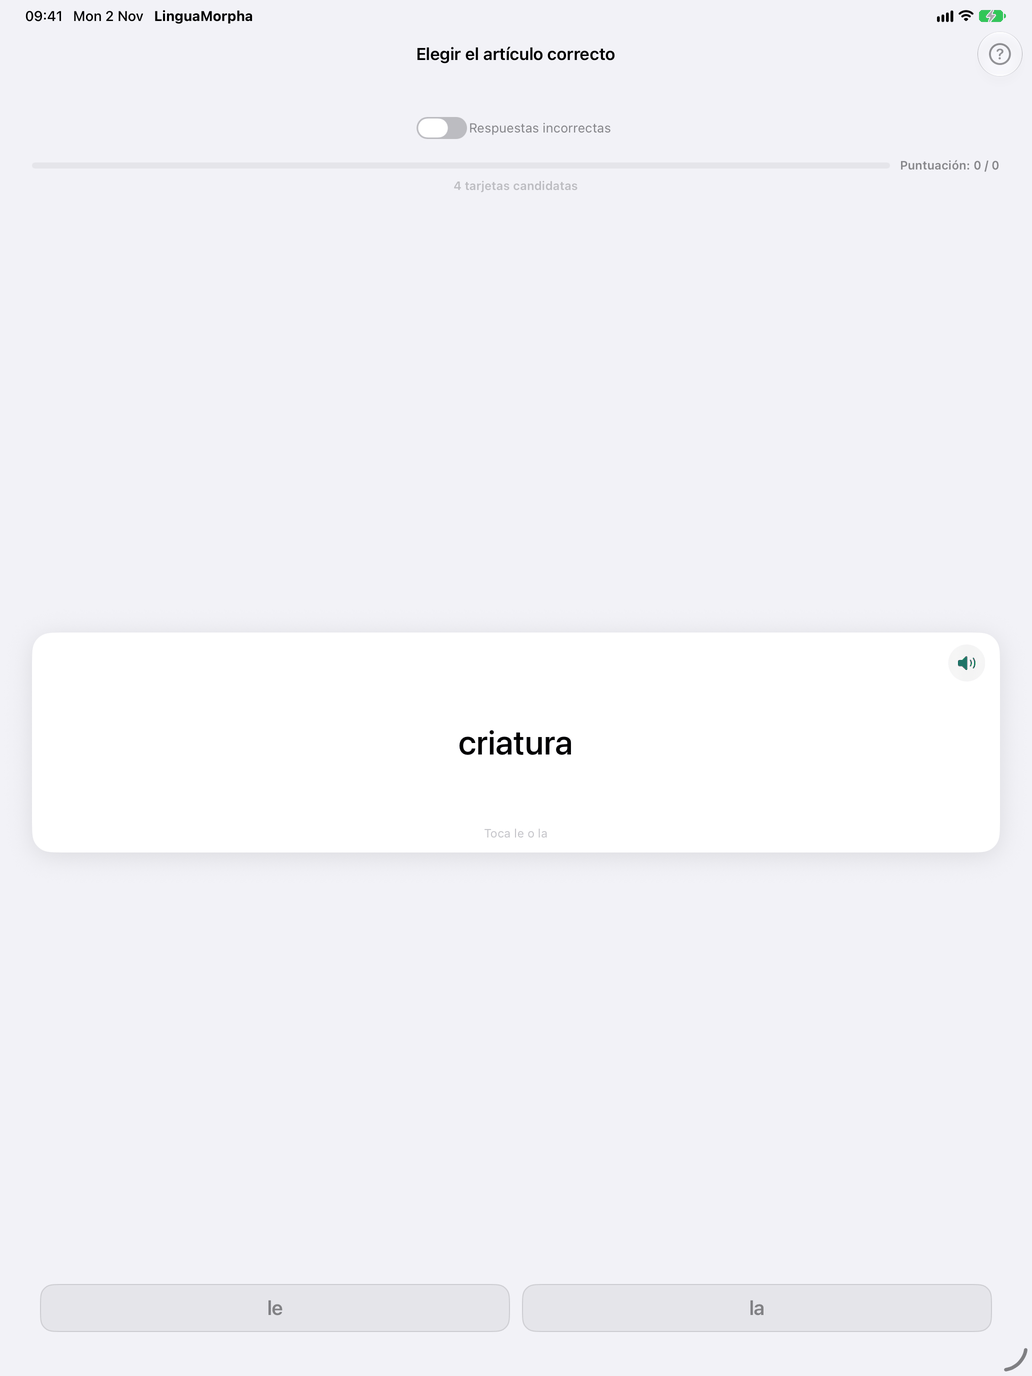 09:41 Mon 2 Nov LinguaMorpha
Elegir el artículo correcto
?
Respuestas incorrectas
Puntuación: 0 / 0
4 tarjetas candidatas
criatura
Toca le o la
le
la